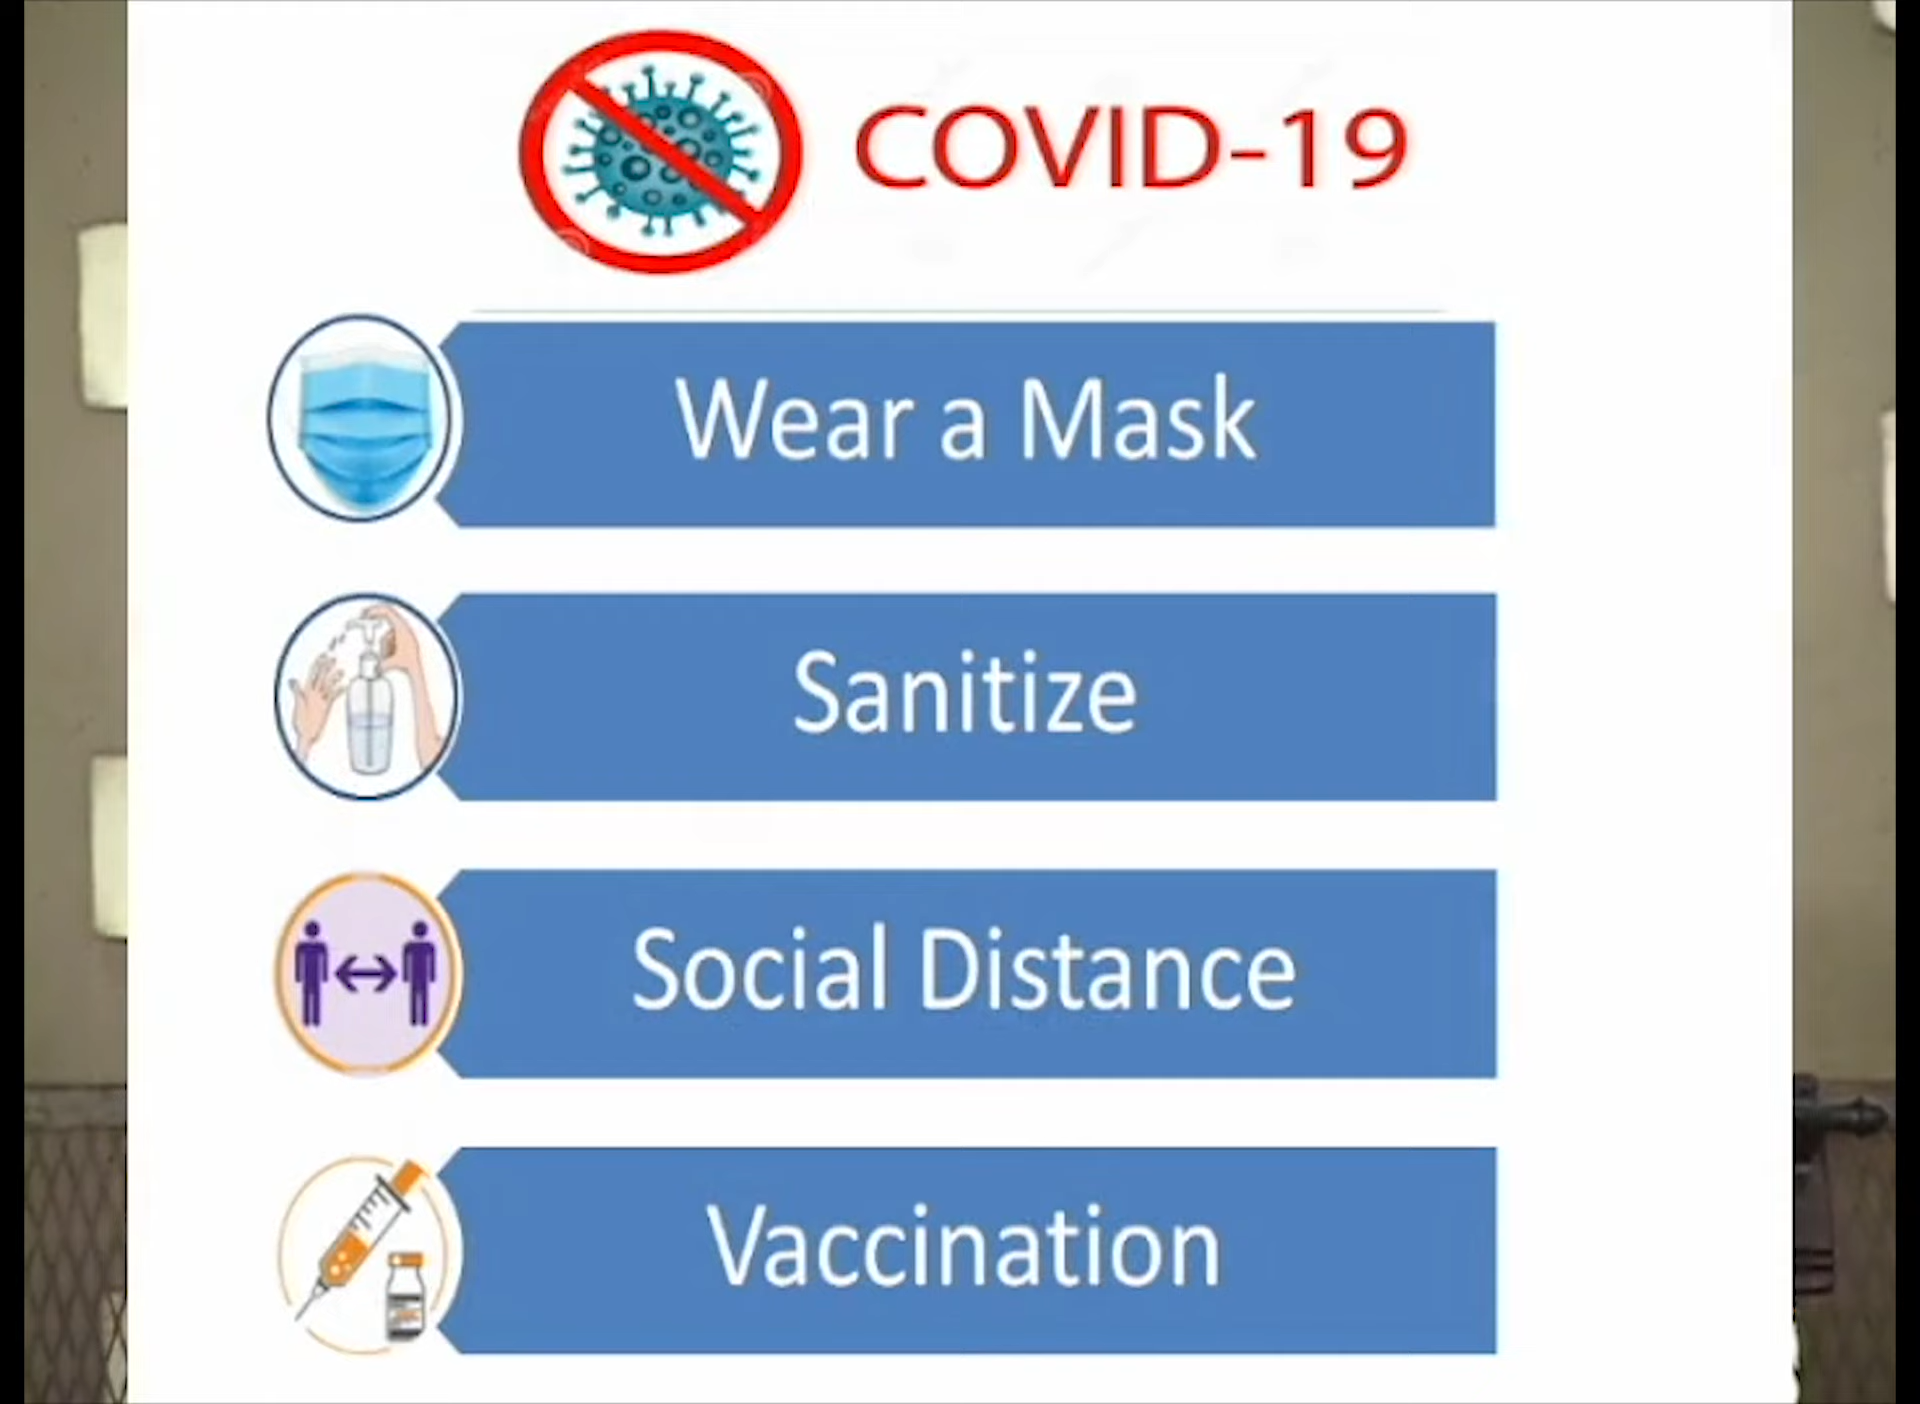 COVID-19
Wear a Mask
Sanitize
Social Distance
Vaccination